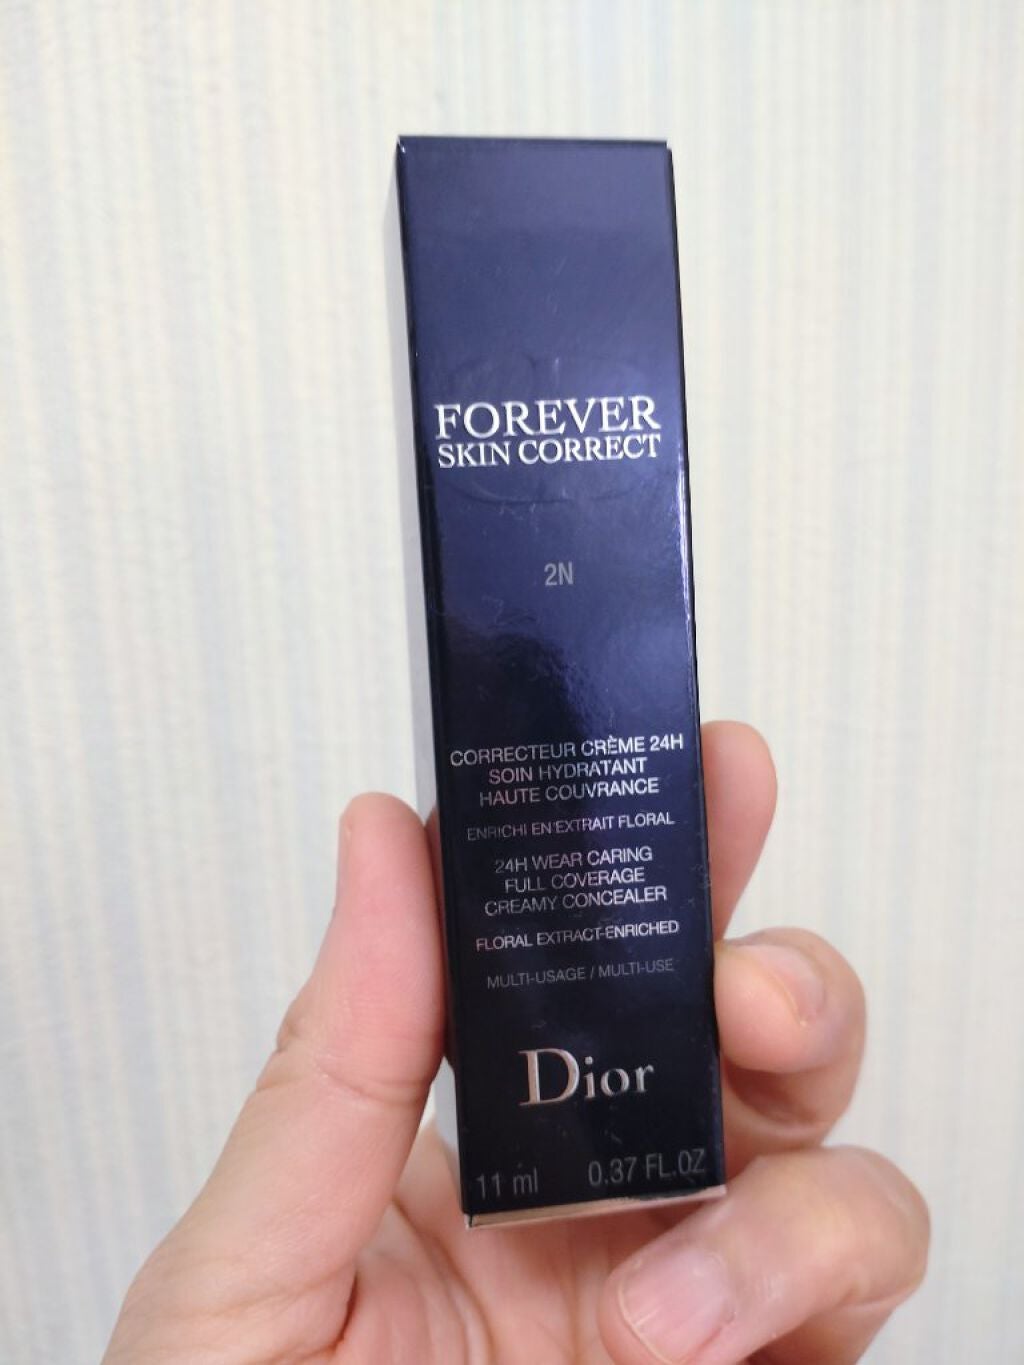 FOREVER
SKIN CORRECT
2N
CORRECTEUR CRÈME 24H
SOIN HYDRATANT
HAUTE COUVRANCE
ENRICHI EN EXTRAIT FLORAL
24H WEAR CARING
FULL COVERAGE
CREAMY CONCEALER
FLORAL EXTRACT-ENRICHED
MULTI-USAGE / MULTI-USE
Dior
11 ml 0.37 FL.OZ